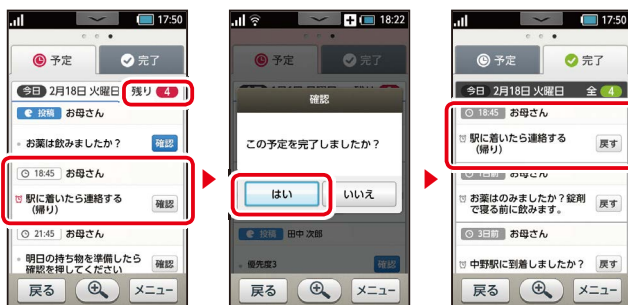 17:50
予定
完了
今日 2月18日 火曜日 残り 4
投稿 お母さん
お薬は飲みましたか？
確認
18:45 お母さん
駅に着いたら連絡する
(帰り)
確認
21:45 お母さん
明日の持ち物を準備したら
確認を押してください
確認
戻る
メニュー
18:22
予定
完了
確認
この予定を完了しましたか？
はい
いいえ
投稿 田中 次郎
優先度3
確認
戻る
メニュー
17:50
予定
完了
今日 2月18日 火曜日 全 4
18:45 お母さん
駅に着いたら連絡する
(帰り)
戻す
1日前 お母さん
お薬はのみましたか？錠剤
で寝る前に飲みます。
戻す
3日前 お母さん
中野駅に到着しましたか？
戻す
戻る
メニュー